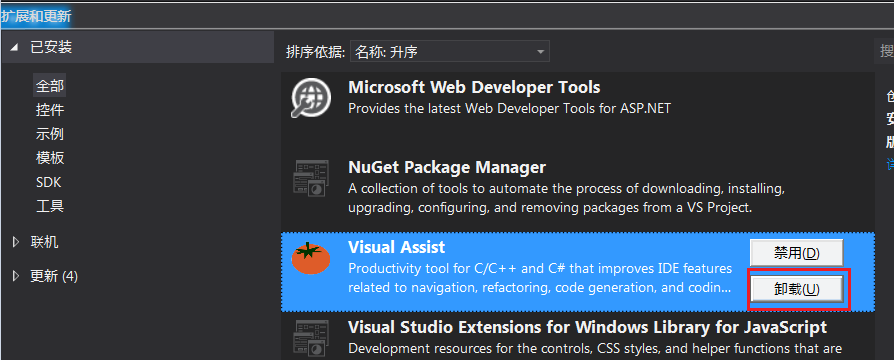 扩展和更新
已安装
全部
控件
示例
模板
SDK
工具
联机
更新 (4)
排序依据: 名称: 升序
Microsoft Web Developer Tools
Provides the latest Web Developer Tools for ASP.NET
NuGet Package Manager
A collection of tools to automate the process of downloading, installing,
upgrading, configuring, and removing packages from a VS Project.
Visual Assist
Productivity tool for C/C++ and C# that improves IDE features
related to navigation, refactoring, code generation, and codin...
禁用(D)
卸载(U)
Visual Studio Extensions for Windows Library for JavaScript
Development resources for the controls, CSS styles, and helper functions that are